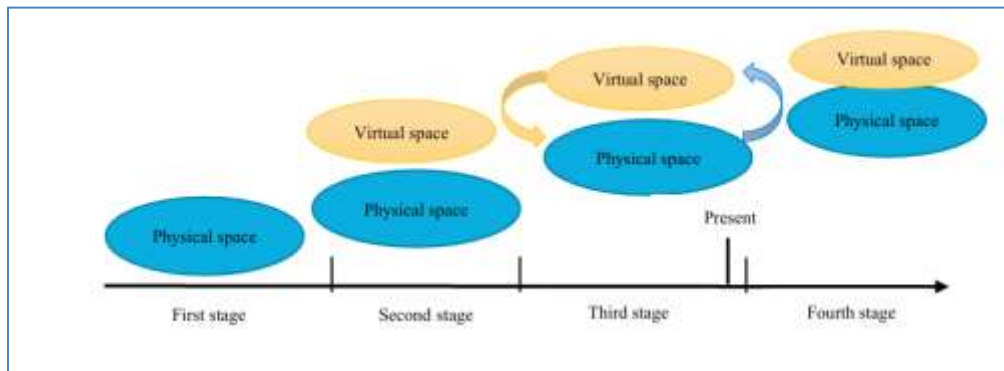 Virtual space
Virtual space
Physical space
Virtual space
Physical space
Physical space
Physical space
Present
First stage
Second stage
Third stage
Fourth stage